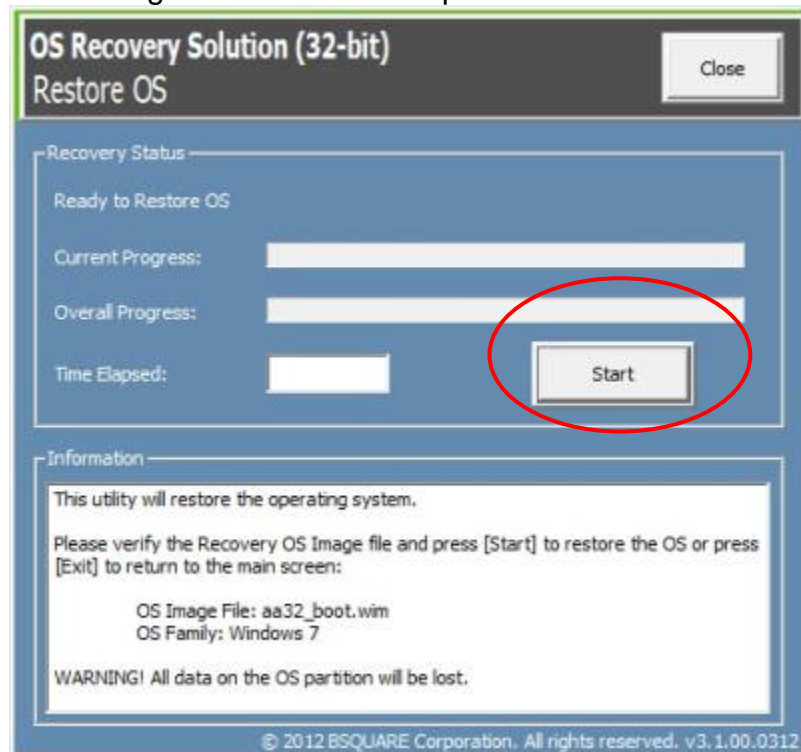 OS Recovery Solution (32-bit)
Restore OS
Close
Recovery Status
Ready to Restore OS
Current Progress:
Overall Progress:
Time Elapsed:
Start
Information
This utility will restore the operating system.
Please verify the Recovery OS Image file and press [Start] to restore the OS or press
[Exit] to return to the main screen:
OS Image File: aa32_boot.wim
OS Family: Windows 7
WARNING! All data on the OS partition will be lost.
© 2012 BSQUARE Corporation. All rights reserved. v3.1.00.0312